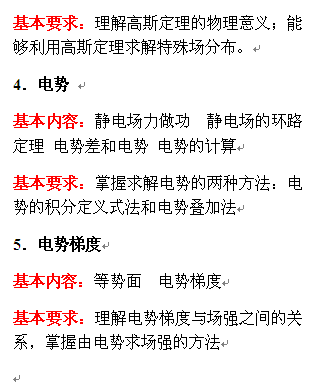 基本要求：理解高斯定理的物理意义；能
够利用高斯定理求解特殊场分布。
4．电势
基本内容：静电场力做功　静电场的环路
定理 电势差和电势 电势的计算
基本要求：掌握求解电势的两种方法：电
势的积分定义式法和电势叠加法
5．电势梯度
基本内容：等势面　电势梯度
基本要求：理解电势梯度与场强之间的关
系，掌握由电势求场强的方法